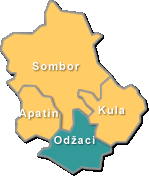 Sombor
Apatin
Kula
Odžaci